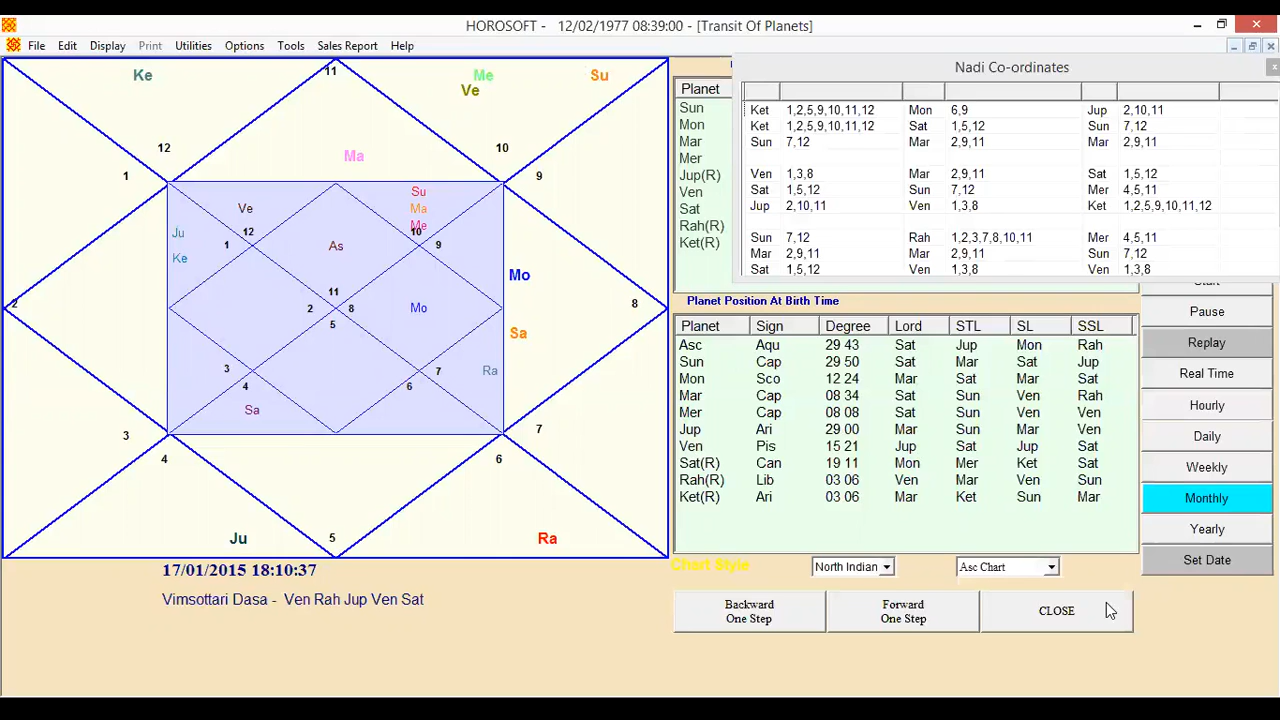 HOROSOFT - 12/02/1977 08:39:00 - [Transit Of Planets]
File Edit Display Print Utilities Options Tools Sales Report Help
Ke 11 Me Su
Ve
12 Ma 10
1 9
Ve Su
Ma
Me
Ju 12 10
1 9
Ke As
2 Mo 8
11
2 8 Mo
5
Sa
3 7 Ra
4 6
Sa
3 7
4 6
Ju 5 Ra
17/01/2015 18:10:37
Vimsottari Dasa - Ven Rah Jup Ven Sat
Planet
Sun
Mon
Mar
Mer
Jup(R)
Ven
Sat
Rah(R)
Ket(R)
Nadi Co-ordinates x
Ket 1,2,5,9,10,11,12 Mon 6,9 Jup 2,10,11
Ket 1,2,5,9,10,11,12 Sat 1,5,12 Sun 7,12
Sun 7,12 Mar 2,9,11 Mar 2,9,11
Ven 1,3,8 Mar 2,9,11 Sat 1,5,12
Sat 1,5,12 Sun 7,12 Mer 4,5,11
Jup 2,10,11 Ven 1,3,8 Ket 1,2,5,9,10,11,12
Sun 7,12 Rah 1,2,3,7,8,10,11 Mer 4,5,11
Mar 2,9,11 Mar 2,9,11 Sun 7,12
Sat 1,5,12 Ven 1,3,8 Ven 1,3,8
Planet Position At Birth Time
Planet Sign Degree Lord STL SL SSL
Asc Aqu 29 43 Sat Jup Mon Rah
Sun Cap 29 50 Sat Mar Sat Jup
Mon Sco 12 24 Mar Sat Mar Sat
Mar Cap 08 34 Sat Sun Ven Rah
Mer Cap 08 08 Sat Sun Ven Ven
Jup Ari 29 00 Mar Sun Mar Ven
Ven Pis 15 21 Jup Sat Jup Sat
Sat(R) Can 19 11 Mon Mer Ket Sat
Rah(R) Lib 03 06 Ven Mar Ven Sun
Ket(R) Ari 03 06 Mar Ket Sun Mar
Chart Style North Indian Asc Chart
Backward
One Step
Forward
One Step
CLOSE
Start
Pause
Replay
Real Time
Hourly
Daily
Weekly
Monthly
Yearly
Set Date